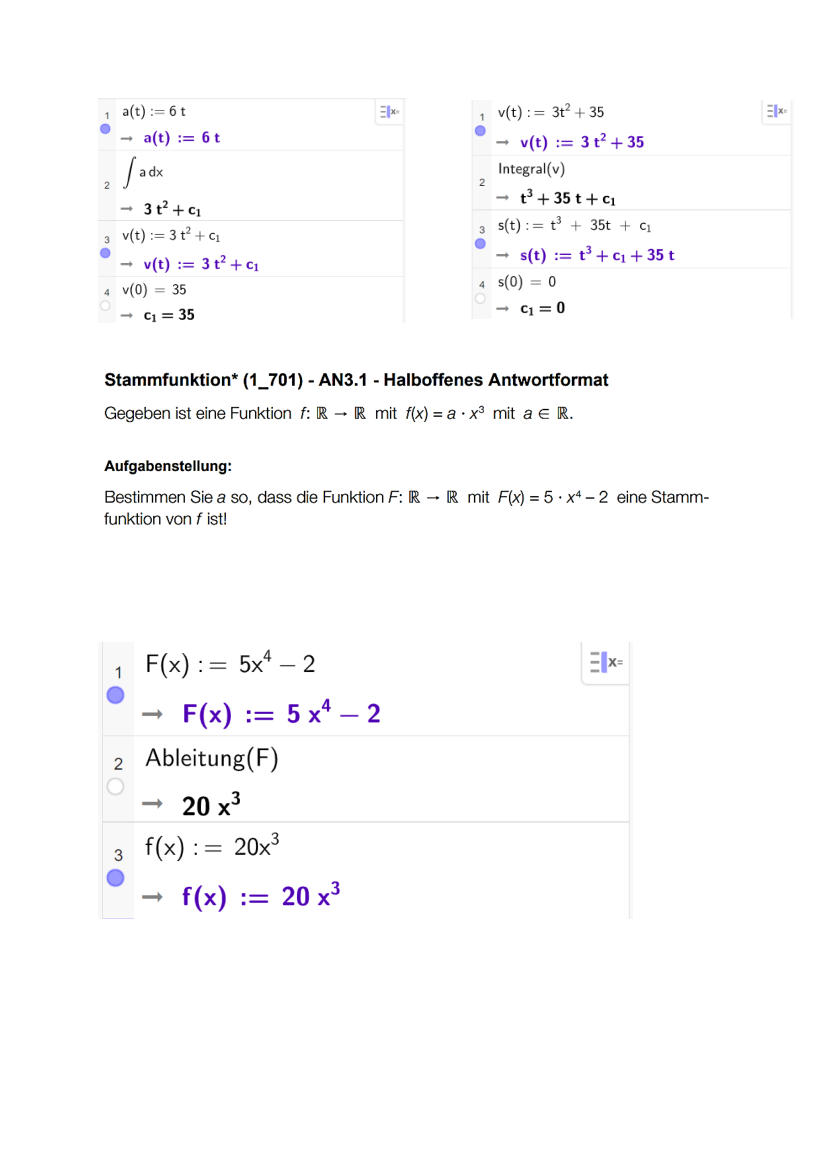 1 a(t) := 6 t
→ a(t) := 6 t
2 ∫ a dx
→ 3 t² + c₁
3 v(t) := 3 t² + c₁
→ v(t) := 3 t² + c₁
4 v(0) = 35
→ c₁ = 35
x=
1 v(t) : = 3t² + 35
→ v(t) := 3 t² + 35
2 Integral(v)
→ t³ + 35 t + c₁
3 s(t) : = t³ + 35t + c₁
→ s(t) := t³ + c₁ + 35 t
4 s(0) = 0
→ c₁ = 0
x=
Stammfunktion* (1_701) - AN3.1 - Halboffenes Antwortformat
Gegeben ist eine Funktion f: ℝ → ℝ mit f(x) = a · x³ mit a ∈ ℝ.
Aufgabenstellung:
Bestimmen Sie a so, dass die Funktion F: ℝ → ℝ mit F(x) = 5 · x⁴ – 2 eine Stamm-
funktion von f ist!
1 F(x) : = 5x⁴ – 2
→ F(x) := 5 x⁴ – 2
2 Ableitung(F)
→ 20 x³
3 f(x) : = 20x³
→ f(x) := 20 x³
x=